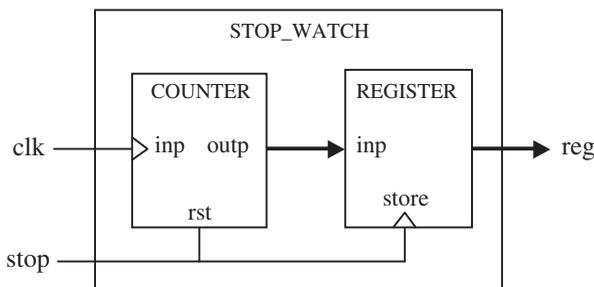 STOP_WATCH
COUNTER
REGISTER
clk
inp
outp
inp
reg
rst
store
stop